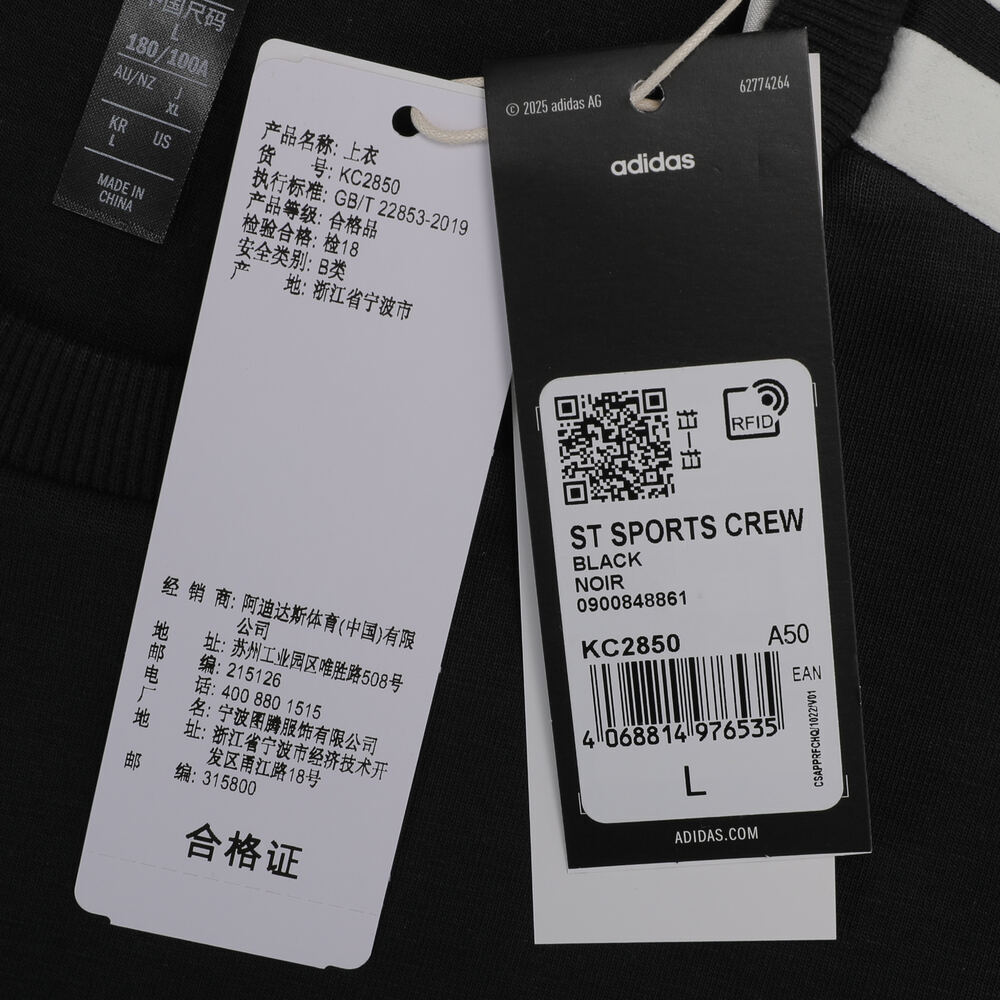 中国尺码
L
180/100A
AU/NZ
J
XL
KR
L
US
MADE IN
CHINA
产品名称: 上衣
货 号: KC2850
执行标准: GB/T 22853-2019
产品等级: 合格品
检验合格: 检18
安全类别: B类
产 地: 浙江省宁波市
经 销 商: 阿迪达斯体育(中国)有限
公司
地 址: 苏州工业园区唯胜路508号
邮 编: 215126
电 话: 400 880 1515
厂 名: 宁波图腾服饰有限公司
地 址: 浙江省宁波市经济技术开
发区甬江路18号
邮 编: 315800
合格证
© 2025 adidas AG
62774264
adidas
扫一扫
RFID
ST SPORTS CREW
BLACK
NOIR
0900848861
KC2850
A50
EAN
4 068814 976535
CSAPPRFCHQ/1022/V01
L
ADIDAS.COM